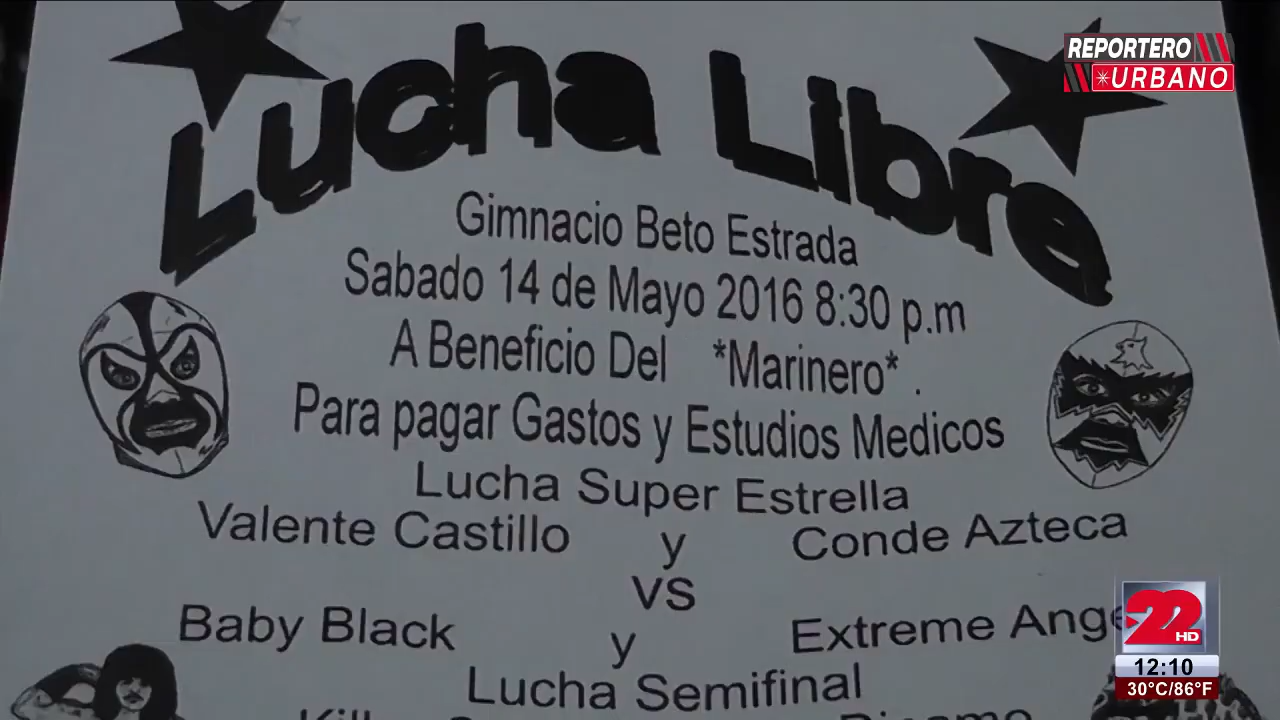 Lucha Libre
REPORTERO
URBANO
Gimnacio Beto Estrada
Sabado 14 de Mayo 2016 8:30 p.m
A Beneficio Del *Marinero* .
Para pagar Gastos y Estudios Medicos
Lucha Super Estrella
Valente Castillo y Conde Azteca
vs
Baby Black y Extreme Ange
Lucha Semifinal
22
HD
12:10
30°C/86°F